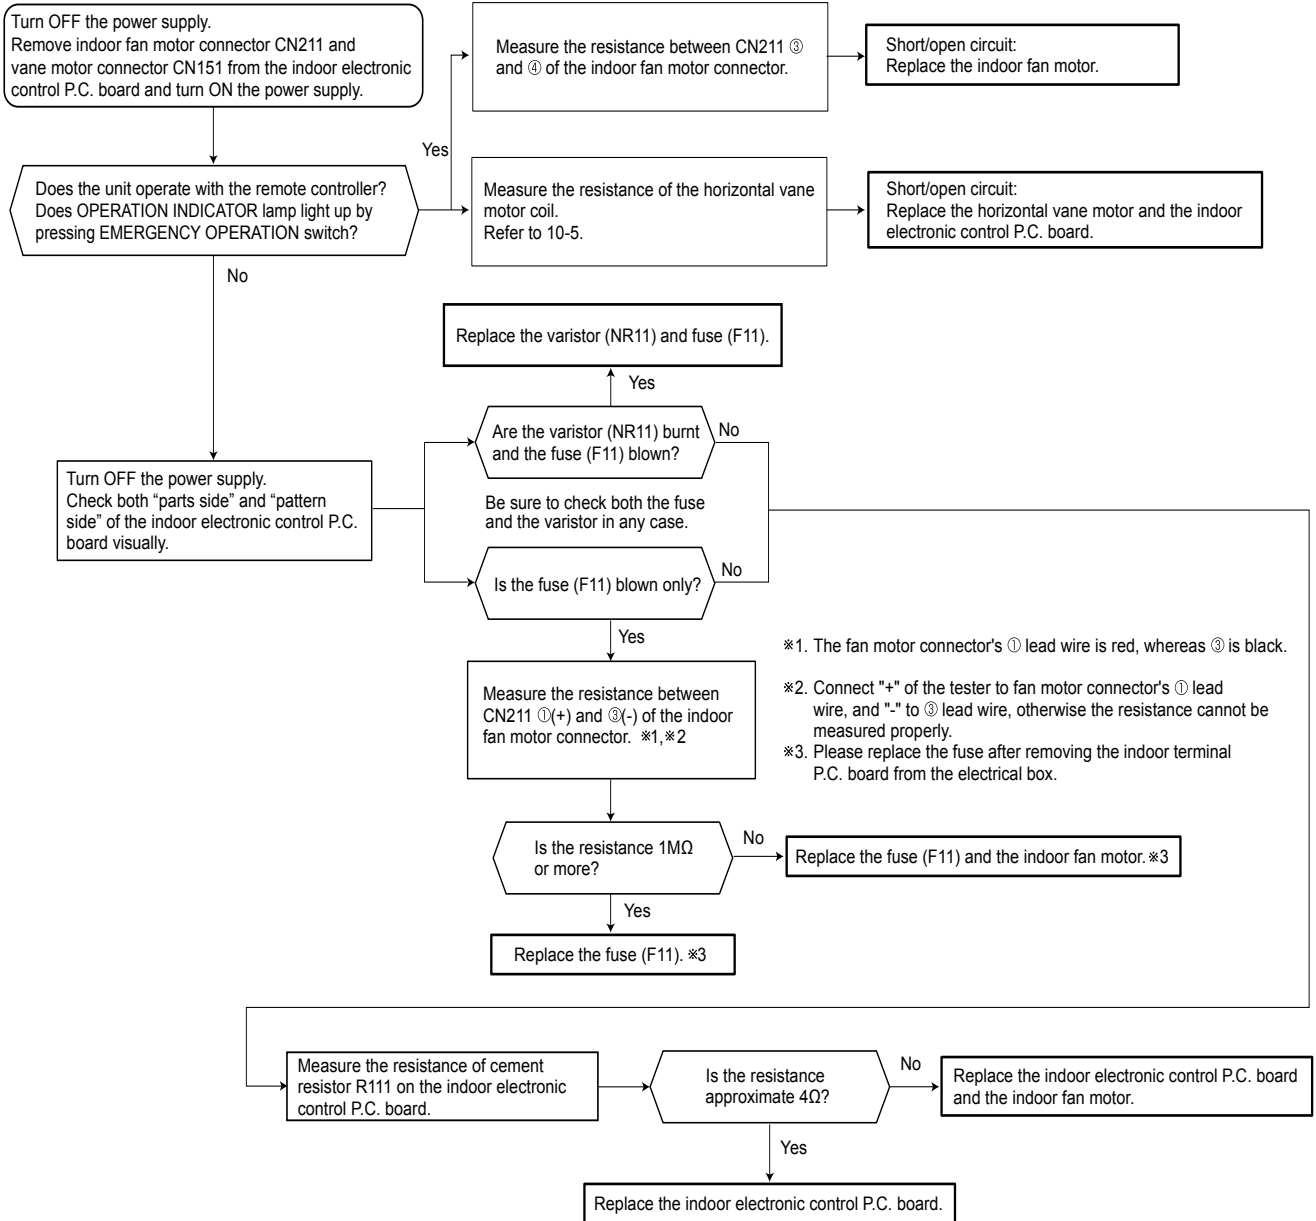 Turn OFF the power supply.
Remove indoor fan motor connector CN211 and
vane motor connector CN151 from the indoor electronic
control P.C. board and turn ON the power supply.
Measure the resistance between CN211 ③
and ④ of the indoor fan motor connector.
Short/open circuit:
Replace the indoor fan motor.
Yes
Does the unit operate with the remote controller?
Does OPERATION INDICATOR lamp light up by
pressing EMERGENCY OPERATION switch?
Measure the resistance of the horizontal vane
motor coil.
Refer to 10-5.
Short/open circuit:
Replace the horizontal vane motor and the indoor
electronic control P.C. board.
No
Replace the varistor (NR11) and fuse (F11).
Yes
Are the varistor (NR11) burnt
and the fuse (F11) blown?
No
Turn OFF the power supply.
Check both “parts side” and “pattern
side” of the indoor electronic control P.C.
board visually.
Be sure to check both the fuse
and the varistor in any case.
Is the fuse (F11) blown only?
No
Yes
Measure the resistance between
CN211 ①(+) and ③(-) of the indoor
fan motor connector. ※1,※2
※1. The fan motor connector's ① lead wire is red, whereas ③ is black.
※2. Connect "+" of the tester to fan motor connector's ① lead
wire, and "-" to ③ lead wire, otherwise the resistance cannot be
measured properly.
※3. Please replace the fuse after removing the indoor terminal
P.C. board from the electrical box.
Is the resistance 1MΩ
or more?
No
Replace the fuse (F11) and the indoor fan motor.※3
Yes
Replace the fuse (F11). ※3
Measure the resistance of cement
resistor R111 on the indoor electronic
control P.C. board.
Is the resistance
approximate 4Ω?
No
Replace the indoor electronic control P.C. board
and the indoor fan motor.
Yes
Replace the indoor electronic control P.C. board.